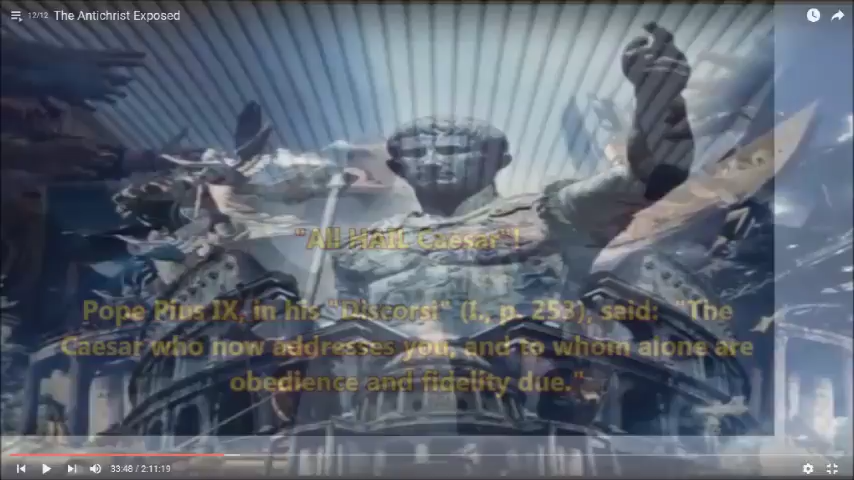 12/12 The Antichrist Exposed
"All HAIL Caesar"!
Pope Pius IX, in his "Discorsi" (I., p. 253), said: "The
Caesar who now addresses you, and to whom alone are
obedience and fidelity due."
33:48 / 2:11:19